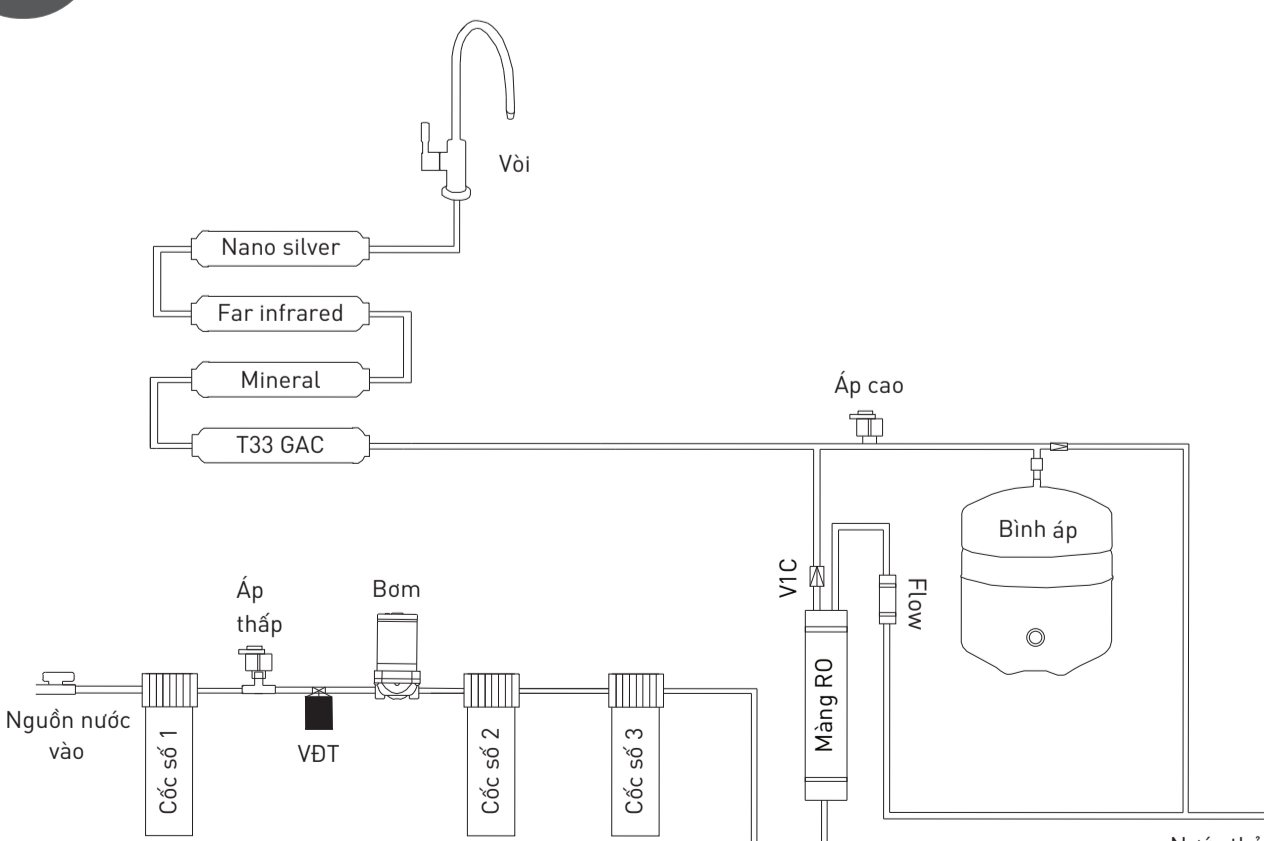 Vòi
Nano silver
Far infrared
Mineral
T33 GAC
Áp cao
Bình áp
V1C
Flow
Màng RO
Áp
thấp
Bơm
Nguồn nước
vào
VĐT
Cốc số 1
Cốc số 2
Cốc số 3